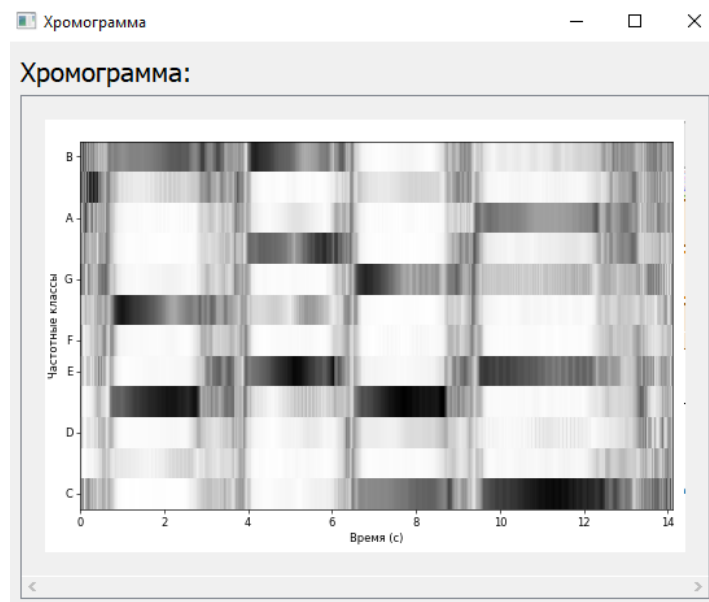 Хромограмма
Хромограмма:
Частотные классы
B
A
G
F
E
D
C
0 2 4 6 8 10 12 14
Время (с)